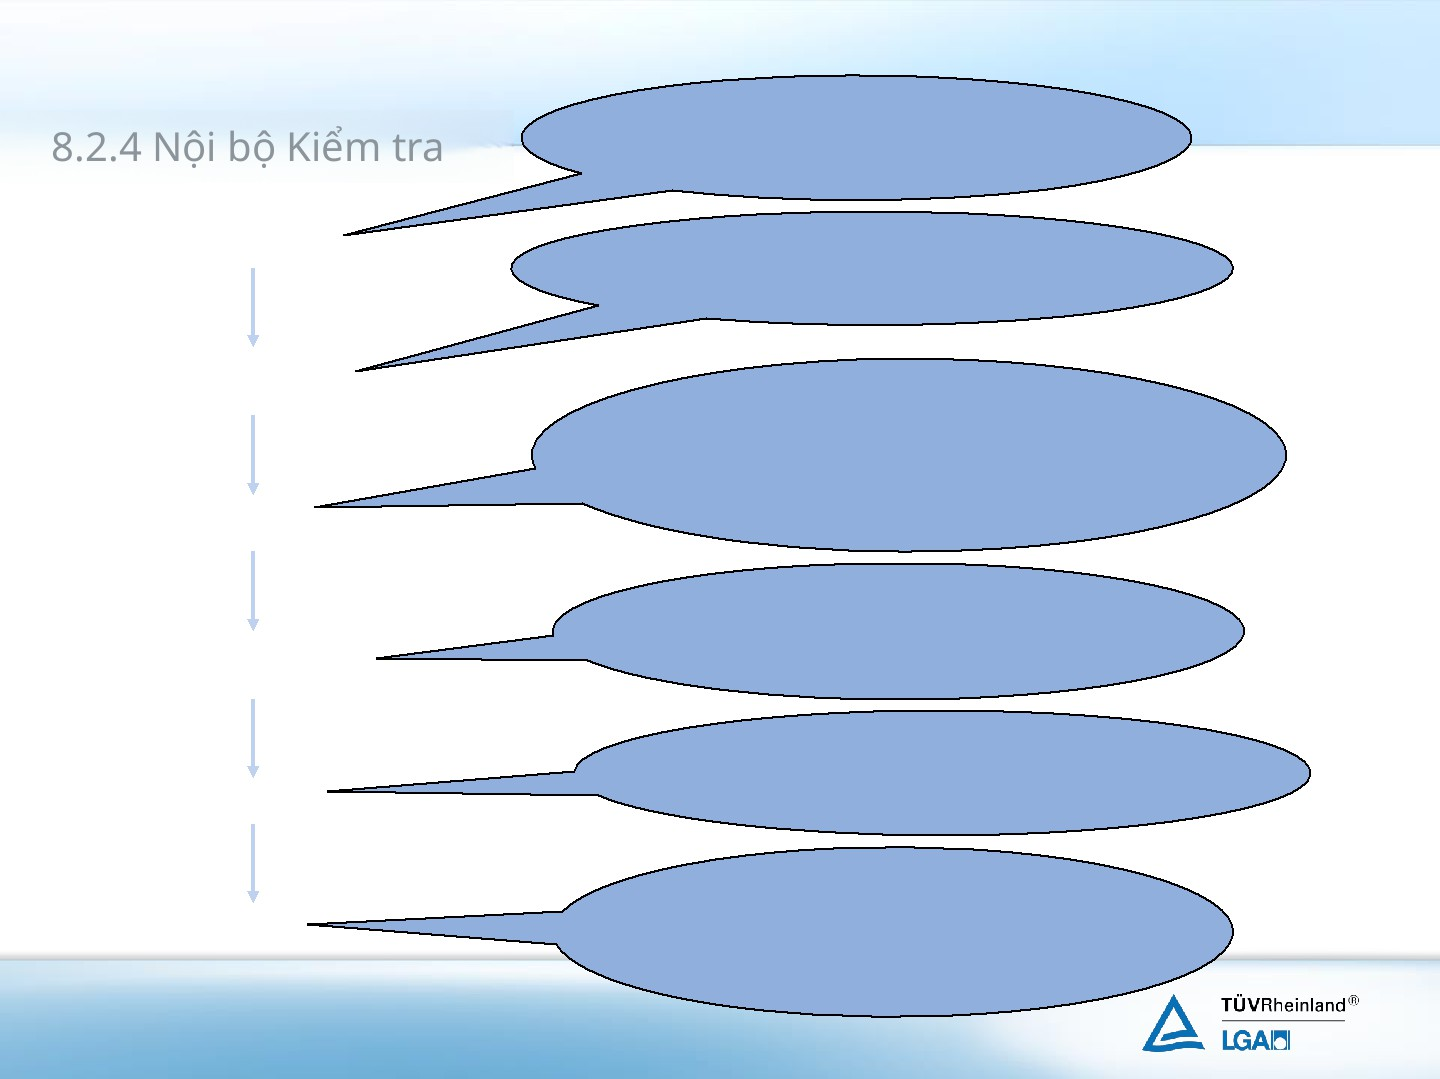 8.2.4 Nội bộ Kiểm tra
TÜVRheinland®
LGA